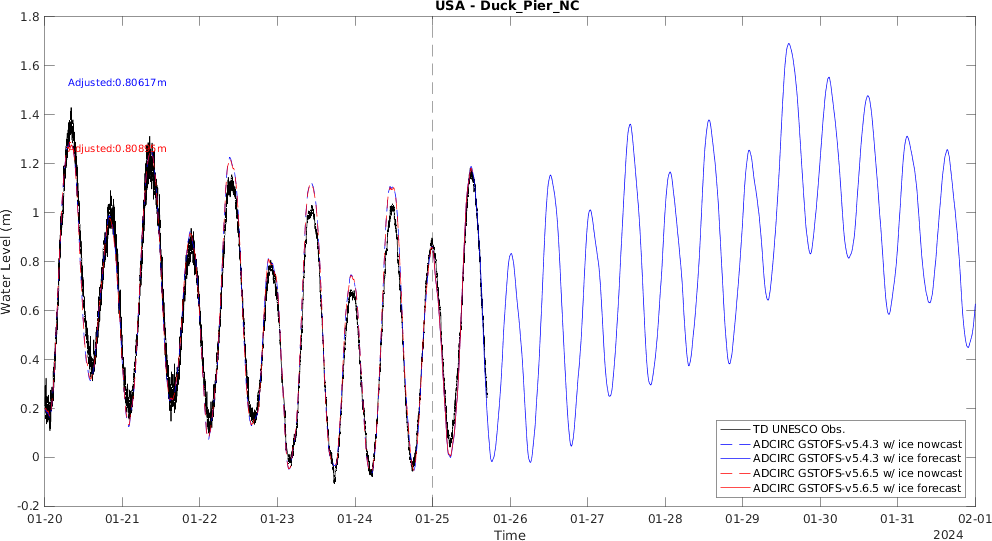 USA - Duck_Pier_NC
Water Level (m)
1.8
1.6
1.4
1.2
1
0.8
0.6
0.4
0.2
0
-0.2
Adjusted:0.80617m
TD UNESCO Obs.
ADCIRC GSTOFS-v5.4.3 w/ ice nowcast
ADCIRC GSTOFS-v5.4.3 w/ ice forecast
ADCIRC GSTOFS-v5.6.5 w/ ice nowcast
ADCIRC GSTOFS-v5.6.5 w/ ice forecast
01-20 01-21 01-22 01-23 01-24 01-25 01-26 01-27 01-28 01-29 01-30 01-31 02-01
Time
2024